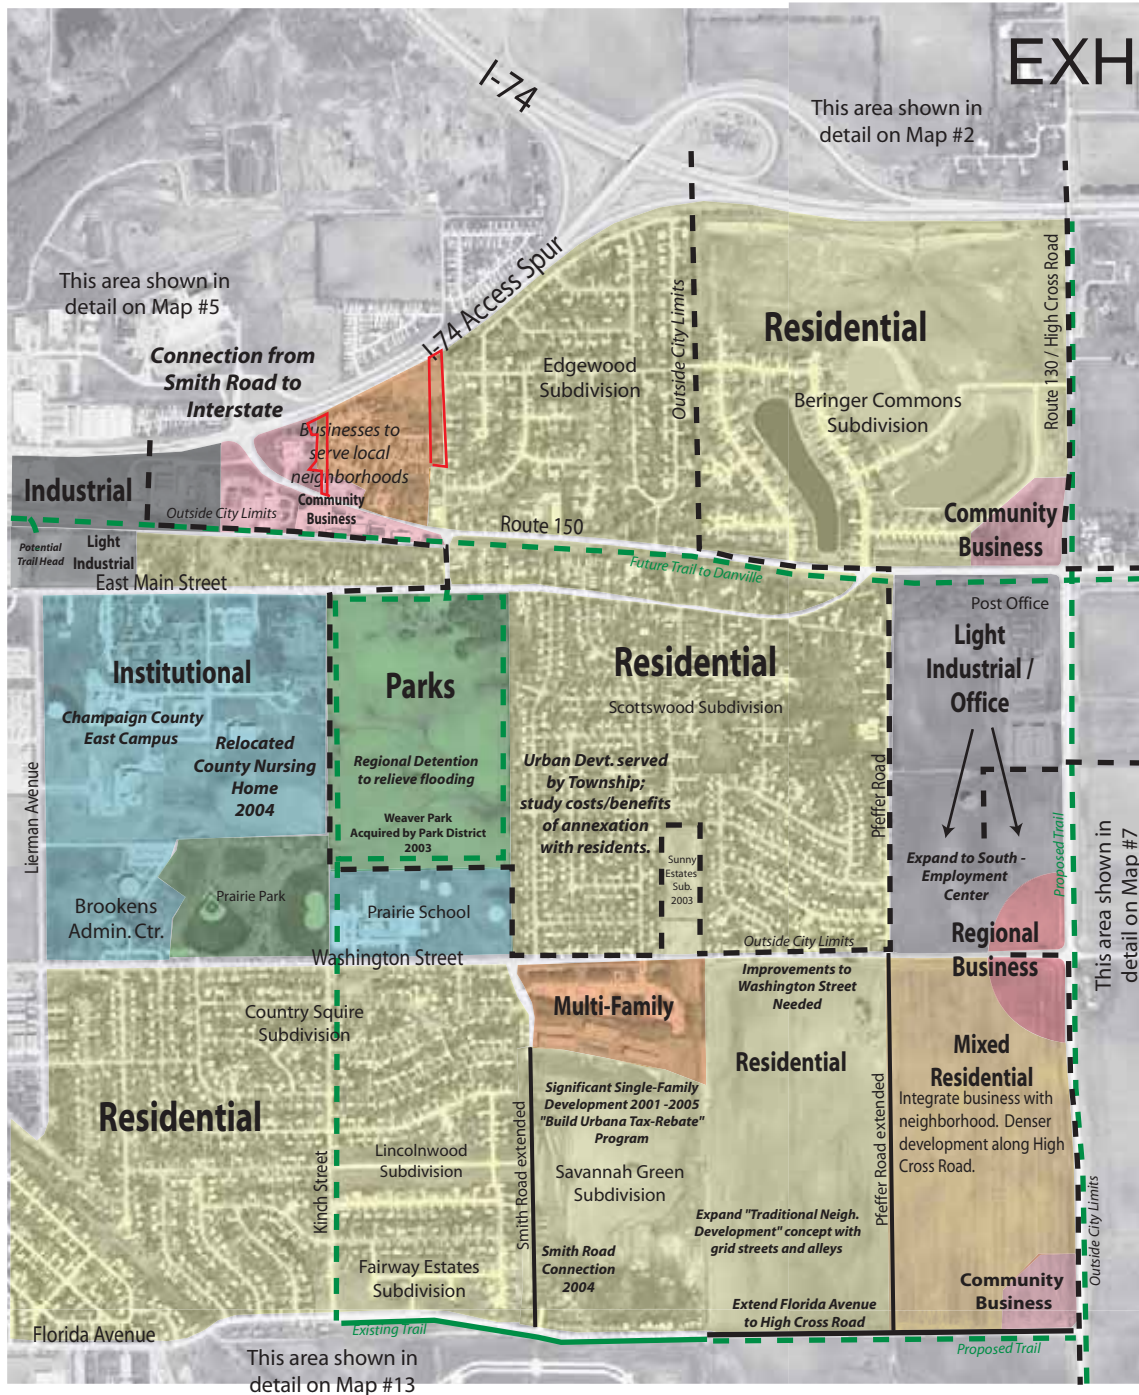 EXH
I-74
This area shown in
detail on Map #2
This area shown in
detail on Map #5
I-74 Access Spur
Connection from
Smith Road to
Interstate
Outside City Limits
Residential
Route 130 / High Cross Road
Edgewood
Subdivision
Beringer Commons
Subdivision
Businesses to
serve local
neighborhoods
Community
Business
Industrial
Outside City Limits
Route 150
Community
Business
Potential
Trail Head
Light
Industrial
East Main Street
Future Trail to Danville
Post Office
Light
Industrial /
Office
Institutional
Champaign County
East Campus
Relocated
County Nursing
Home
2004
Parks
Regional Detention
to relieve flooding
Weaver Park
Acquired by Park District
2003
Residential
Scottswood Subdivision
Urban Devt. served
by Township;
study costs/benefits
of annexation
with residents.
Sunny
Estates
Sub.
2003
Pfeffer Road
Lierman Avenue
Expand to South -
Employment
Center
Proposed Trail
This area shown in
detail on Map #7
Brookens
Admin. Ctr.
Prairie Park
Prairie School
Washington Street
Outside City Limits
Regional
Business
Country Squire
Subdivision
Multi-Family
Improvements to
Washington Street
Needed
Residential
Mixed
Residential
Integrate business with
neighborhood. Denser
development along High
Cross Road.
Residential
Significant Single-Family
Development 2001 -2005
"Build Urbana Tax-Rebate"
Program
Lincolnwood
Subdivision
Savannah Green
Subdivision
Kinch Street
Smith Road extended
Pfeffer Road extended
Expand "Traditional Neigh.
Development" concept with
grid streets and alleys
Outside City Limits
Smith Road
Connection
2004
Fairway Estates
Subdivision
Community
Business
Extend Florida Avenue
to High Cross Road
Florida Avenue
Existing Trail
Proposed Trail
This area shown in
detail on Map #13